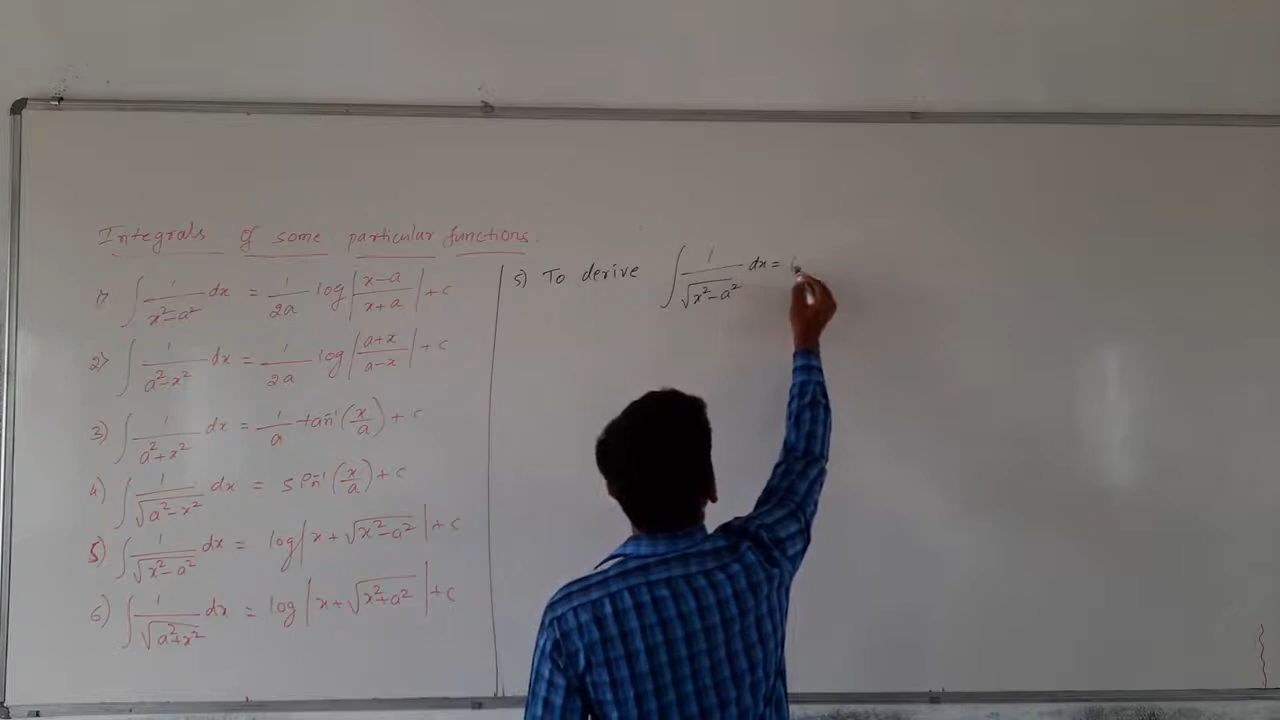 Integrals of some particular functions.
1) ∫ 1/(x²-a²) dx = 1/2a log |(x-a)/(x+a)| + c
2) ∫ 1/(a²-x²) dx = 1/2a log |(a+x)/(a-x)| + c
3) ∫ 1/(a²+x²) dx = 1/a tan⁻¹(x/a) + c
4) ∫ 1/√(a²-x²) dx = sin⁻¹(x/a) + c
5) ∫ 1/√(x²-a²) dx = log |x + √(x²-a²)| + c
6) ∫ 1/√(a²+x²) dx = log |x + √(x²+a²)| + c
5) To derive ∫ 1/√(x²-a²) dx =